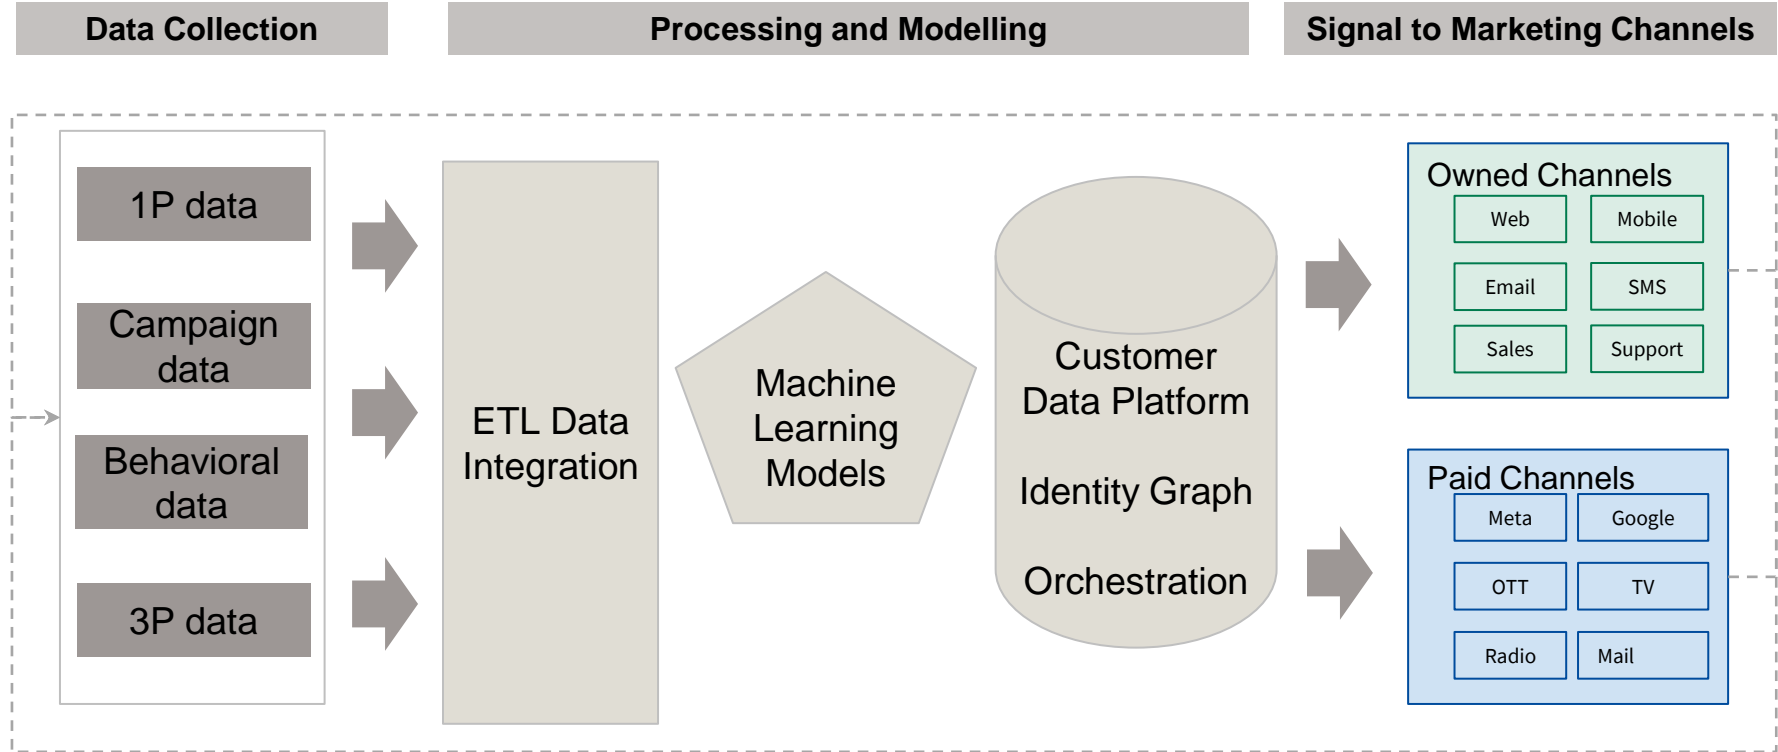 Data Collection
Processing and Modelling
Signal to Marketing Channels
1P data
Campaign
data
Behavioral
data
3P data
ETL Data
Integration
Machine
Learning
Models
Customer
Data Platform
Identity Graph
Orchestration
Owned Channels
Web
Mobile
Email
SMS
Sales
Support
Paid Channels
Meta
Google
OTT
TV
Radio
Mail